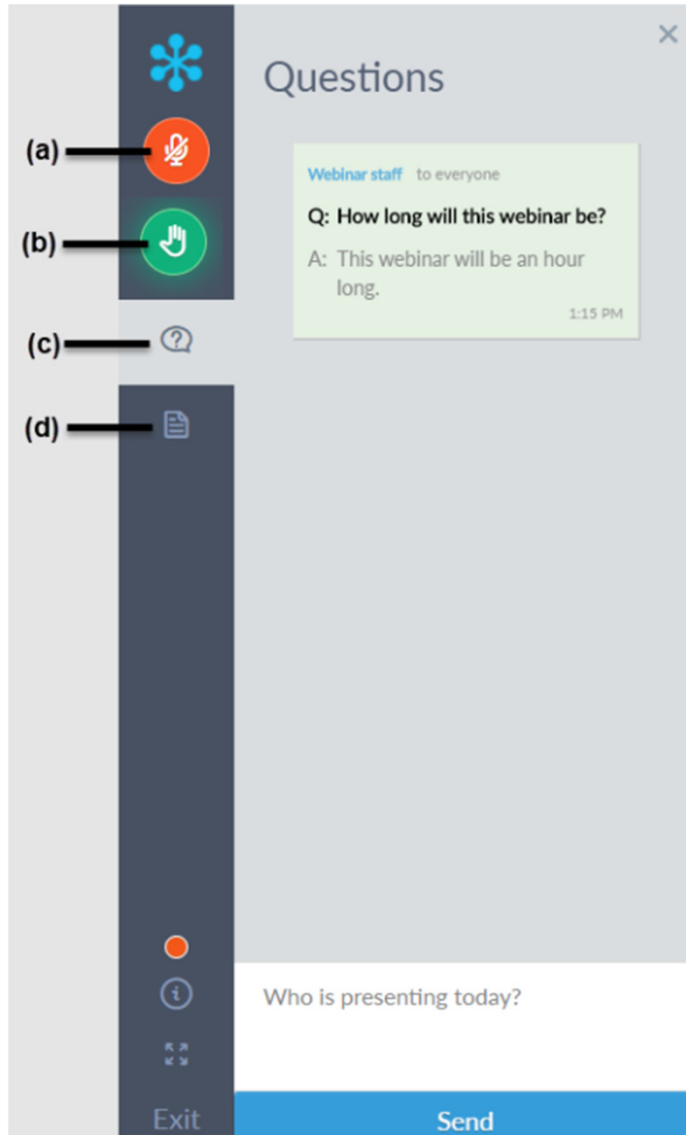 Questions
(a)
Webinar staff to everyone
Q: How long will this webinar be?
(b)
A: This webinar will be an hour
long.
1:15 PM
(c)
(d)
Who is presenting today?
Exit
Send